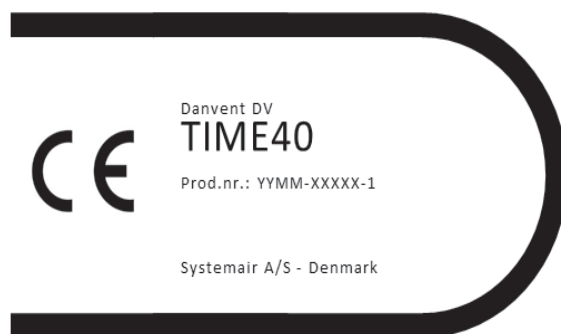 CE
Danvent DV
TIME40
Prod.nr.: YYMM-XXXXX-1
Systemair A/S - Denmark